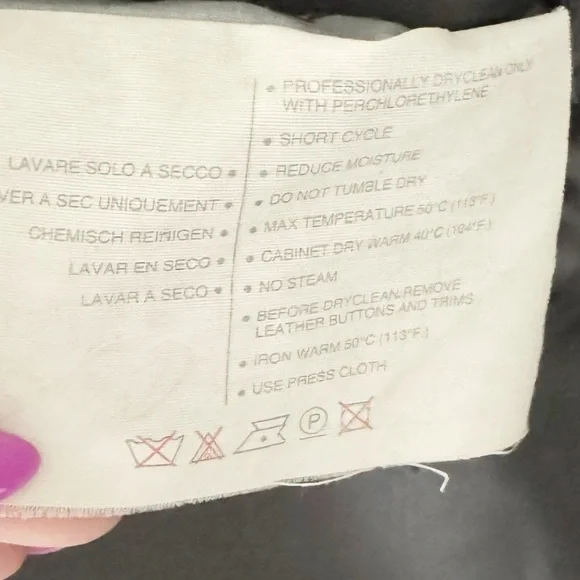 LAVARE SOLO A SECCO •
VER A SEC UNIQUEMENT •
CHEMISCH REINIGEN •
LAVAR EN SECO •
LAVAR A SECO •
• PROFESSIONALLY DRYCLEAN ONLY
WITH PERCHLORETHYLENE
• SHORT CYCLE
• REDUCE MOISTURE
• DO NOT TUMBLE DRY
• MAX TEMPERATURE 50°C (113°F.)
• CABINET DRY WARM 40°C (104°F.)
• NO STEAM
• BEFORE DRYCLEAN, REMOVE
LEATHER BUTTONS AND TRIMS
• IRON WARM 50°C (113°F.)
• USE PRESS CLOTH
P